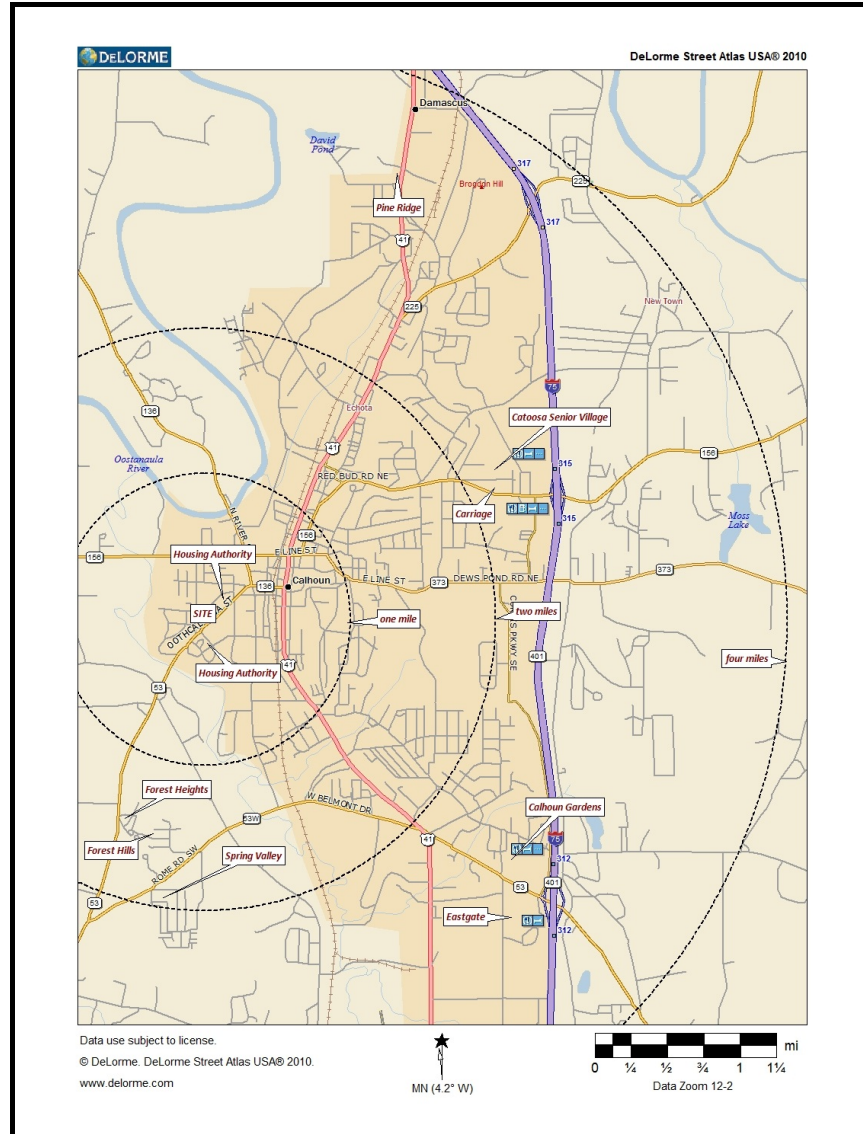 DELORME
DeLorme Street Atlas USA® 2010
Damascus
David
Pond
317
Brogdon Hill
225
Pine Ridge
317
41
New Town
225
75
136
Echota
Catoosa Senior Village
41
156
Oostanaula
River
315
RED BUD RD NE
Carriage
315
Moss
Lake
N RIVER
156
E LINE ST
156
Housing Authority
136
Calhoun
E LINE ST
373
DEWS POND RD NE
373
SITE
one mile
two miles
four miles
401
Housing Authority
41
53
Forest Heights
W BELMONT DR
Calhoun Gardens
53W
41
75
Forest Hills
ROME RD SW
Spring Valley
312
53
401
53
Eastgate
312
Data use subject to license.
© DeLorme. DeLorme Street Atlas USA® 2010.
www.delorme.com
MN (4.2° W)
mi
0 ¼ ½ ¾ 1 1¼
Data Zoom 12-2